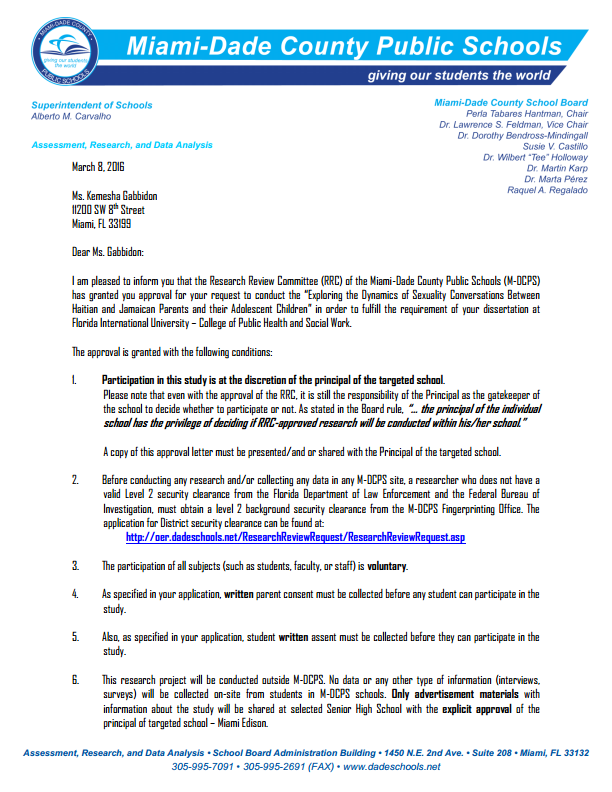 MIAMI-DADE COUNTY
giving our students
the world
PUBLIC SCHOOLS
Miami-Dade County Public Schools
giving our students the world
Superintendent of Schools
Alberto M. Carvalho
Assessment, Research, and Data Analysis
Miami-Dade County School Board
Perla Tabares Hantman, Chair
Dr. Lawrence S. Feldman, Vice Chair
Dr. Dorothy Bendross-Mindingall
Susie V. Castillo
Dr. Wilbert “Tee” Holloway
Dr. Martin Karp
Dr. Marta Pérez
Raquel A. Regalado
March 8, 2016
Ms. Kemesha Gabbidon
11200 SW 8th Street
Miami, FL 33199
Dear Ms. Gabbidon:
I am pleased to inform you that the Research Review Committee (RRC) of the Miami-Dade County Public Schools (M-DCPS)
has granted you approval for your request to conduct the “Exploring the Dynamics of Sexuality Conversations Between
Haitian and Jamaican Parents and their Adolescent Children” in order to fulfill the requirement of your dissertation at
Florida International University – College of Public Health and Social Work.
The approval is granted with the following conditions:
1. Participation in this study is at the discretion of the principal of the targeted school.
Please note that even with the approval of the RRC, it is still the responsibility of the Principal as the gatekeeper of
the school to decide whether to participate or not. As stated in the Board rule, “... the principal of the individual
school has the privilege of deciding if RRC-approved research will be conducted within his/her school.”
A copy of this approval letter must be presented/and or shared with the Principal of the targeted school.
2. Before conducting any research and/or collecting any data in any M-DCPS site, a researcher who does not have a
valid Level 2 security clearance from the Florida Department of Law Enforcement and the Federal Bureau of
Investigation, must obtain a level 2 background security clearance from the M-DCPS Fingerprinting Office. The
application for District security clearance can be found at:
http://oer.dadeschools.net/ResearchReviewRequest/ResearchReviewRequest.asp
3. The participation of all subjects (such as students, faculty, or staff) is voluntary.
4. As specified in your application, written parent consent must be collected before any student can participate in the
study.
5. Also, as specified in your application, student written assent must be collected before they can participate in the
study.
6. This research project will be conducted outside M-DCPS. No data or any other type of information (interviews,
surveys) will be collected on-site from students in M-DCPS schools. Only advertisement materials with
information about the study will be shared at selected Senior High School with the explicit approval of the
principal of targeted school – Miami Edison.
Assessment, Research, and Data Analysis • School Board Administration Building • 1450 N.E. 2nd Ave. • Suite 208 • Miami, FL 33132
305-995-7091 • 305-995-2691 (FAX) • www.dadeschools.net